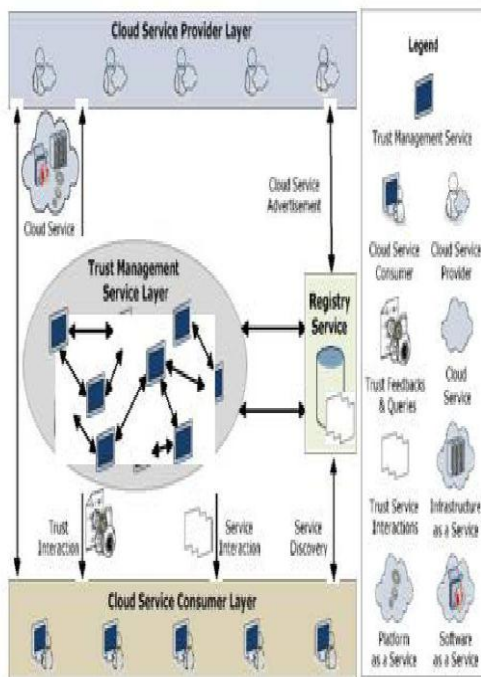 Cloud Service Provider Layer
Cloud Service
Cloud Service
Advertisement
Trust Management
Service Layer
Registry
Service
Trust
Interaction
Service
Interaction
Service
Discovery
Cloud Service Consumer Layer
Legend
Trust Management Service
Cloud Service
Consumer
Cloud Service
Provider
Trust Feedbacks
& Queries
Cloud
Service
Trust Service
Interactions
Infrastructure
as a Service
Platform
as a Service
Software
as a Service